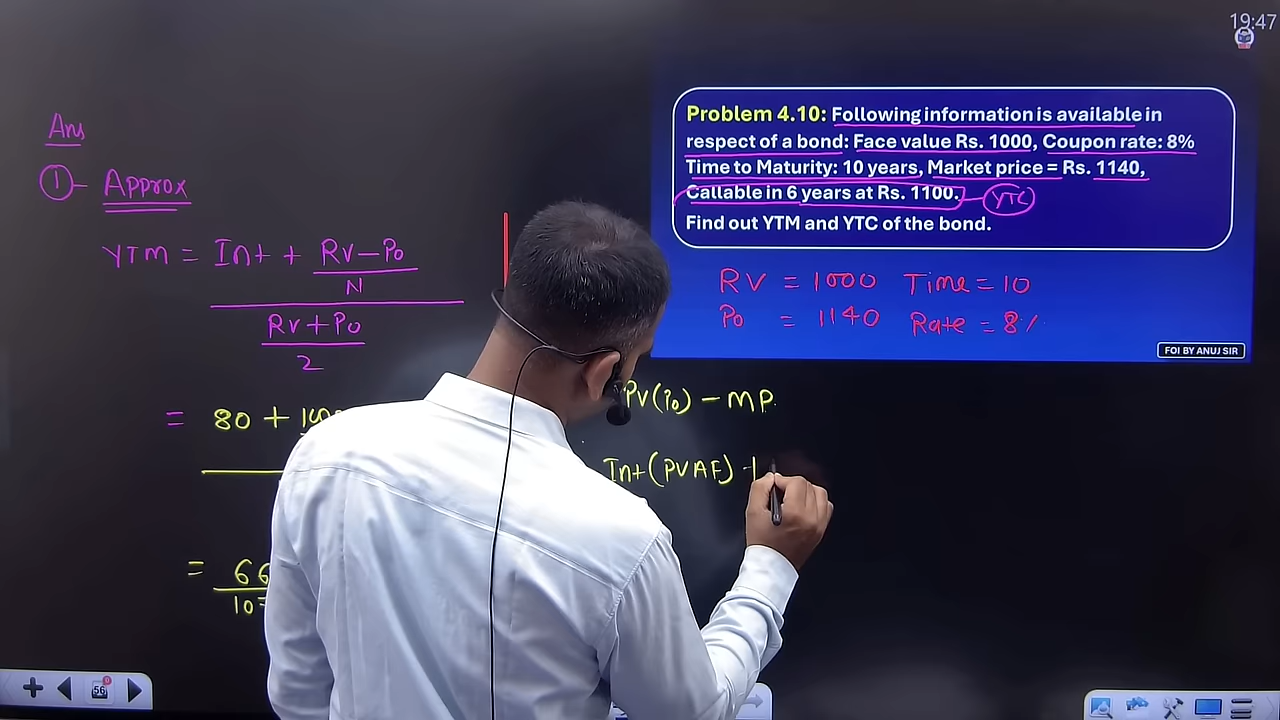 19:47
Ans
1 - Approx
YTM = Int + RV - Po
N
RV + Po
2
= 80 +
=
Problem 4.10: Following information is available in
respect of a bond: Face value Rs. 1000, Coupon rate: 8%
Time to Maturity: 10 years, Market price = Rs. 1140,
Callable in 6 years at Rs. 1100. - YTC
Find out YTM and YTC of the bond.
RV = 1000 Time = 10
Po = 1140 Rate = 8%
FOI BY ANUJ SIR
PV(Po) - MP.
Int (PVAF)
56